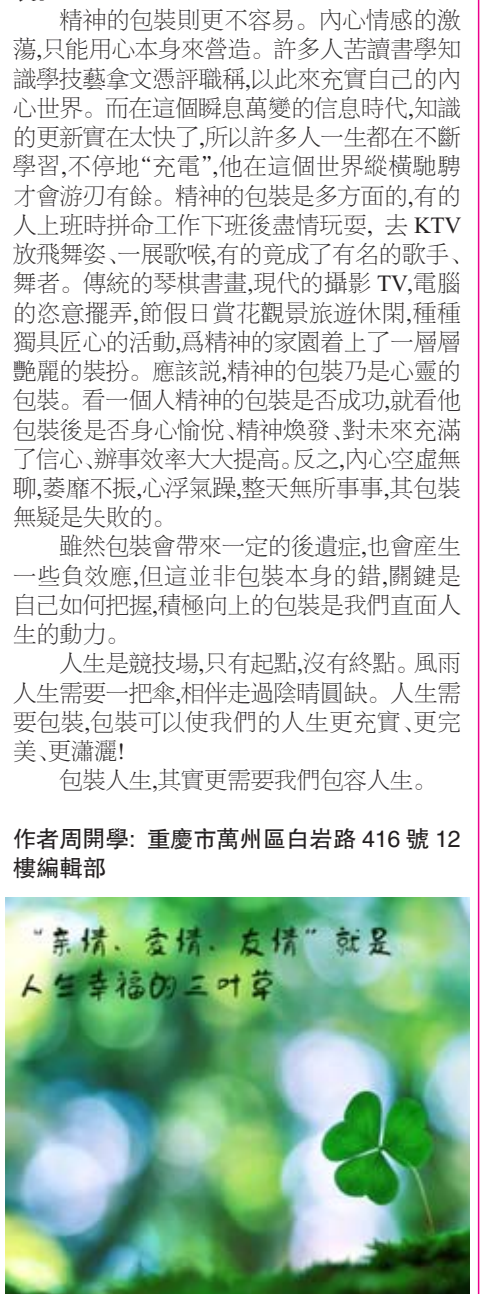 精神的包裝則更不容易。內心情感的激
蕩,只能用心本身來營造。許多人苦讀書學知
識學技藝拿文憑評職稱,以此來充實自己的內
心世界。而在這個瞬息萬變的信息時代,知識
的更新實在太快了,所以許多人一生都在不斷
學習,不停地“充電”,他在這個世界縱橫馳騁
才會游刃有餘。精神的包裝是多方面的,有的
人上班時拼命工作下班後盡情玩耍, 去 KTV
放飛舞姿、一展歌喉,有的竟成了有名的歌手、
舞者。傳統的琴棋書畫,現代的攝影 TV,電腦
的恣意擺弄,節假日賞花觀景旅遊休閑,種種
獨具匠心的活動,爲精神的家園着上了一層層
艷麗的裝扮。應該説,精神的包裝乃是心靈的
包裝。看一個人精神的包裝是否成功,就看他
包裝後是否身心愉悅、精神煥發、對未來充滿
了信心、辦事效率大大提高。反之,內心空虛無
聊,萎靡不振,心浮氣躁,整天無所事事,其包裝
無疑是失敗的。
雖然包裝會帶來一定的後遺症,也會産生
一些負效應,但這並非包裝本身的錯,關鍵是
自己如何把握,積極向上的包裝是我們直面人
生的動力。
人生是競技場,只有起點,沒有終點。風雨
人生需要一把傘,相伴走過陰晴圓缺。人生需
要包裝,包裝可以使我們的人生更充實、更完
美、更瀟灑!
包裝人生,其實更需要我們包容人生。
作者周開學: 重慶市萬州區白岩路 416 號 12
樓編輯部
“亲情、爱情、友情”就是
人生幸福的三叶草